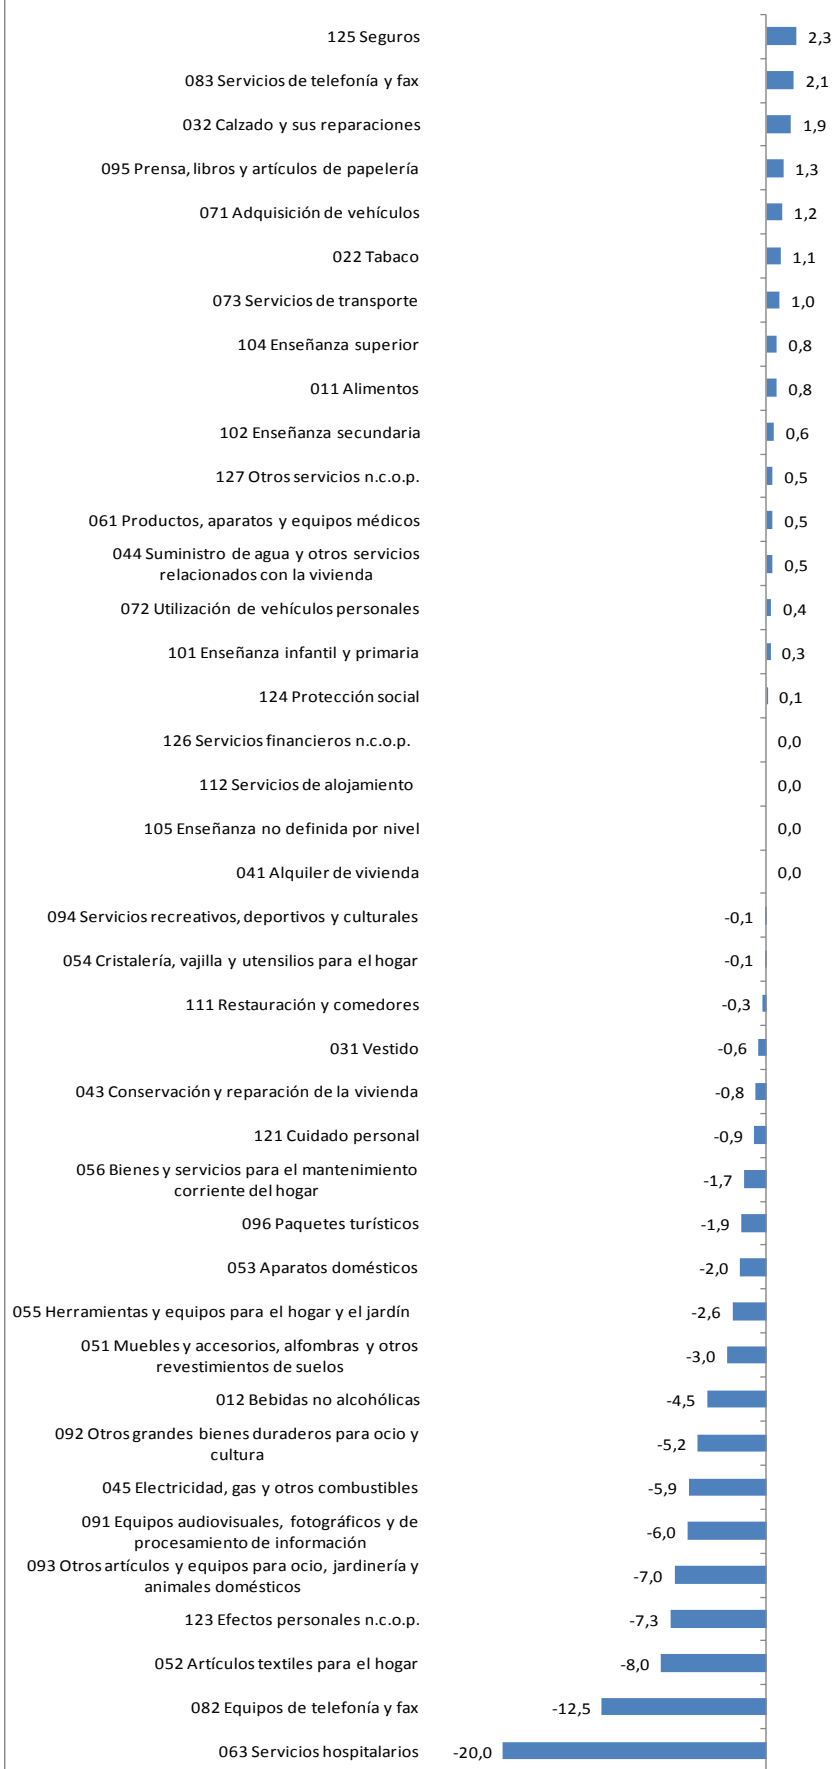 125 Seguros 2,3
083 Servicios de telefonía y fax 2,1
032 Calzado y sus reparaciones 1,9
095 Prensa, libros y artículos de papelería 1,3
071 Adquisición de vehículos 1,2
022 Tabaco 1,1
073 Servicios de transporte 1,0
104 Enseñanza superior 0,8
011 Alimentos 0,8
102 Enseñanza secundaria 0,6
127 Otros servicios n.c.o.p. 0,5
061 Productos, aparatos y equipos médicos 0,5
044 Suministro de agua y otros servicios
relacionados con la vivienda 0,5
072 Utilización de vehículos personales 0,4
101 Enseñanza infantil y primaria 0,3
124 Protección social 0,1
126 Servicios financieros n.c.o.p. 0,0
112 Servicios de alojamiento 0,0
105 Enseñanza no definida por nivel 0,0
041 Alquiler de vivienda 0,0
094 Servicios recreativos, deportivos y culturales -0,1
054 Cristalería, vajilla y utensilios para el hogar -0,1
111 Restauración y comedores -0,3
031 Vestido -0,6
043 Conservación y reparación de la vivienda -0,8
121 Cuidado personal -0,9
056 Bienes y servicios para el mantenimiento
corriente del hogar -1,7
096 Paquetes turísticos -1,9
053 Aparatos domésticos -2,0
055 Herramientas y equipos para el hogar y el jardín -2,6
051 Muebles y accesorios, alfombras y otros
revestimientos de suelos -3,0
012 Bebidas no alcohólicas -4,5
092 Otros grandes bienes duraderos para ocio y
cultura -5,2
045 Electricidad, gas y otros combustibles -5,9
091 Equipos audiovisuales, fotográficos y de
procesamiento de información -6,0
093 Otros artículos y equipos para ocio, jardinería y
animales domésticos -7,0
123 Efectos personales n.c.o.p. -7,3
052 Artículos textiles para el hogar -8,0
082 Equipos de telefonía y fax -12,5
063 Servicios hospitalarios -20,0